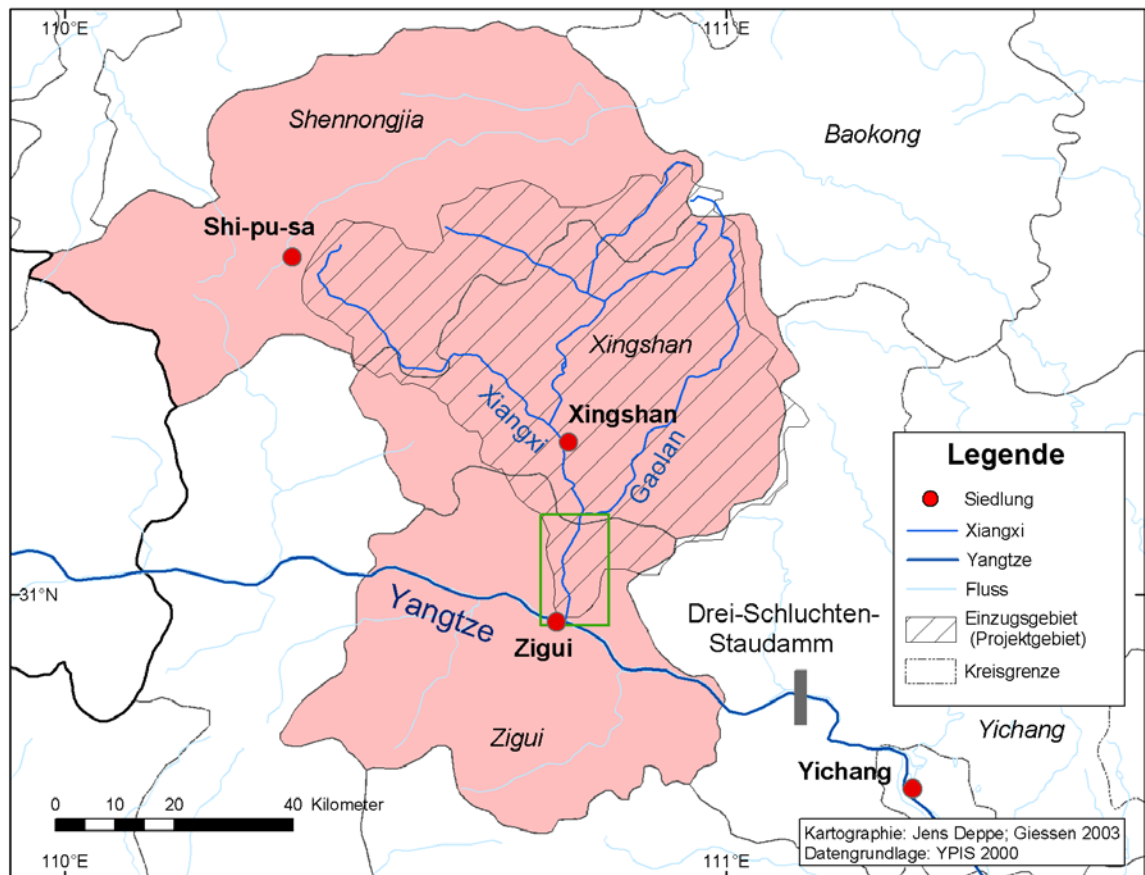 110°E
111°E
Shennongjia
Baokong
Shi-pu-sa
Xingshan
Xiangxi
Xingshan
Gaolan
Legende
Siedlung
Xiangxi
Yangtze
Fluss
Einzugsgebiet
(Projektgebiet)
Kreisgrenze
31°N
Yangtze
Drei-Schluchten-
Staudamm
Zigui
Zigui
Yichang
Yichang
0 10 20 40 Kilometer
Kartographie: Jens Deppe; Giessen 2003
Datengrundlage: YPIS 2000
110°E
111°E